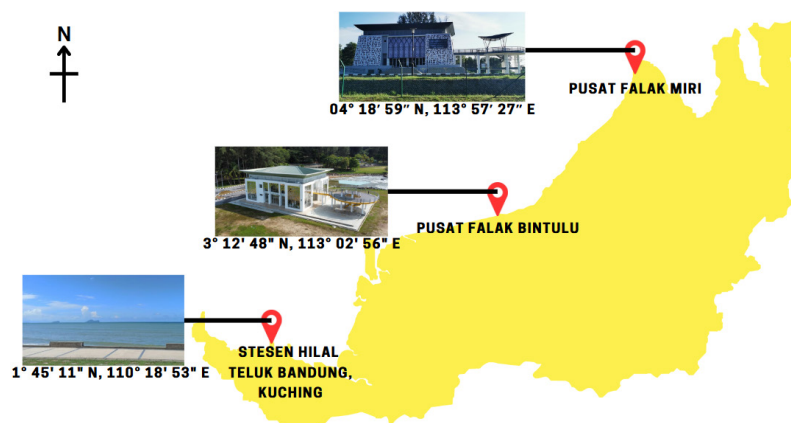 N
PUSAT FALAK MIRI
04° 18′ 59″ N, 113° 57′ 27″ E
PUSAT FALAK BINTULU
3° 12' 48" N, 113° 02' 56" E
STESEN HILAL
TELUK BANDUNG,
KUCHING
1° 45' 11" N, 110° 18' 53" E